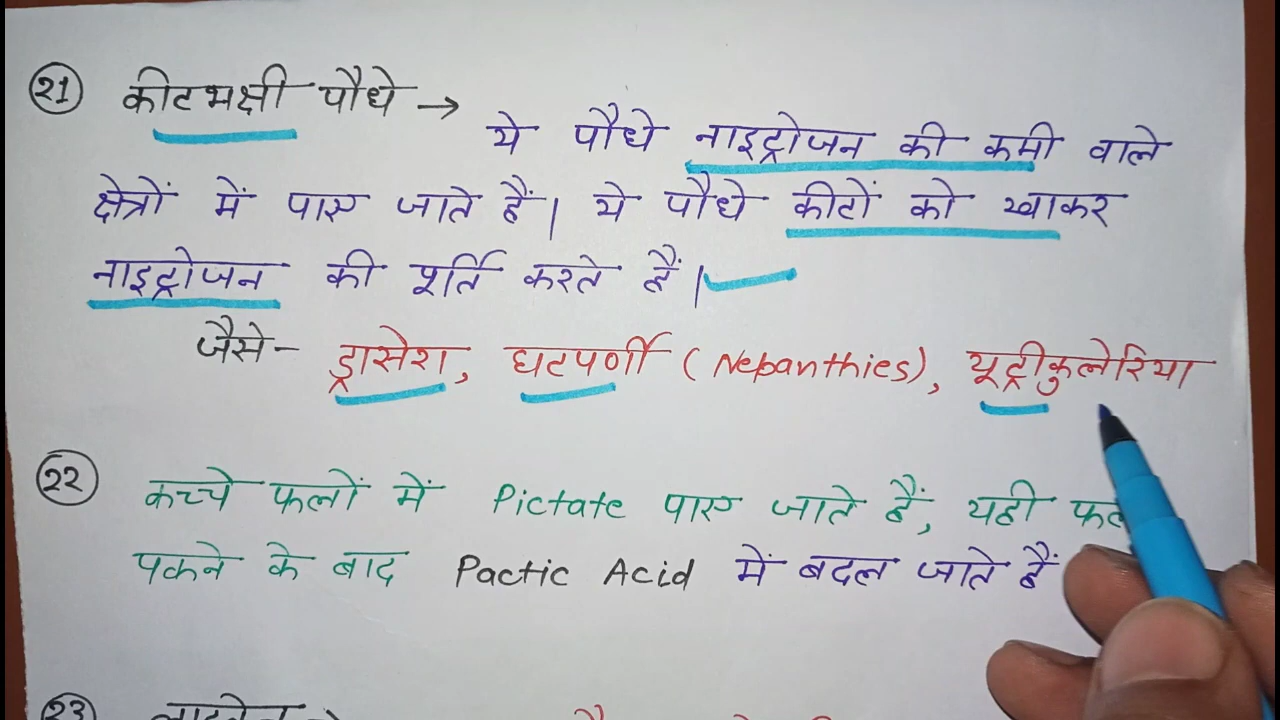 21 कीटभक्षी पौधे →
ये पौधे नाइट्रोजन की कमी वाले
क्षेत्रों में पाए जाते हैं। ये पौधे कीटों को खाकर
नाइट्रोजन की पूर्ति करते हैं।
जैसे- ड्रासेरा, घटपर्णी (Nepanthies), यूट्रीकुलेरिया
22 कच्चे फलों में Pictate पाए जाते हैं, यही
पकने के बाद Pactic Acid में बदल जाते हैं
23